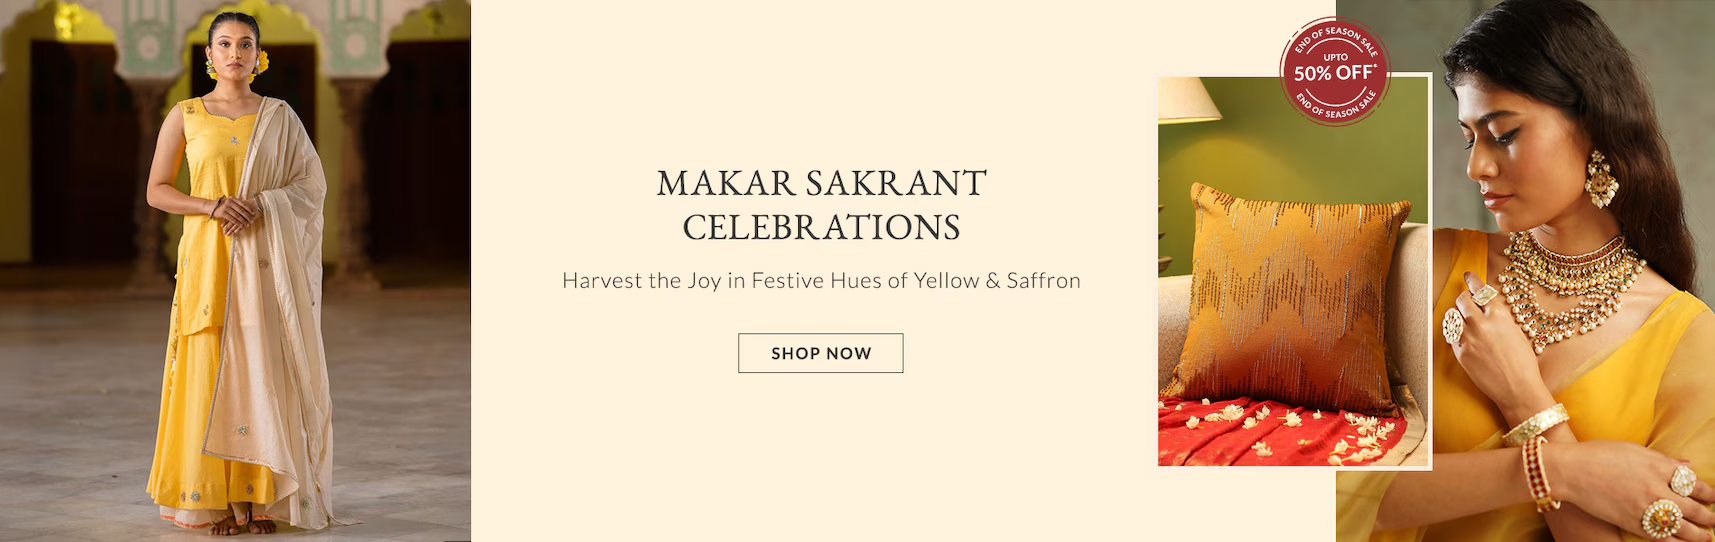 MAKAR SAKRANT
CELEBRATIONS
Harvest the Joy in Festive Hues of Yellow & Saffron
SHOP NOW
END OF SEASON SALE
UPTO
50% OFF*
END OF SEASON SALE